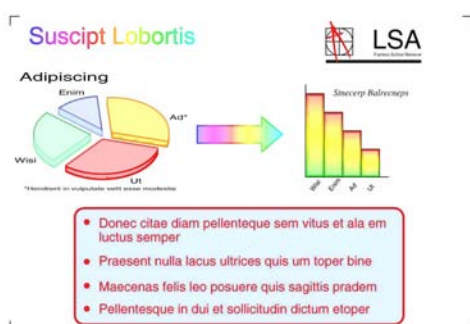 Suscipt Lobortis
LSA
Adipiscing
Enim
Ad*
Wisi
Ut
Wisi
Enim
Ad
Ut
• Donec citae diam pellenteque sem vitus et ala em
luctus semper
• Praesent nulla lacus ultrices quis um toper bine
• Maecenas felis leo posuere quis sagittis pradem
• Pellentesque in dui et sollicitudin dictum etoper